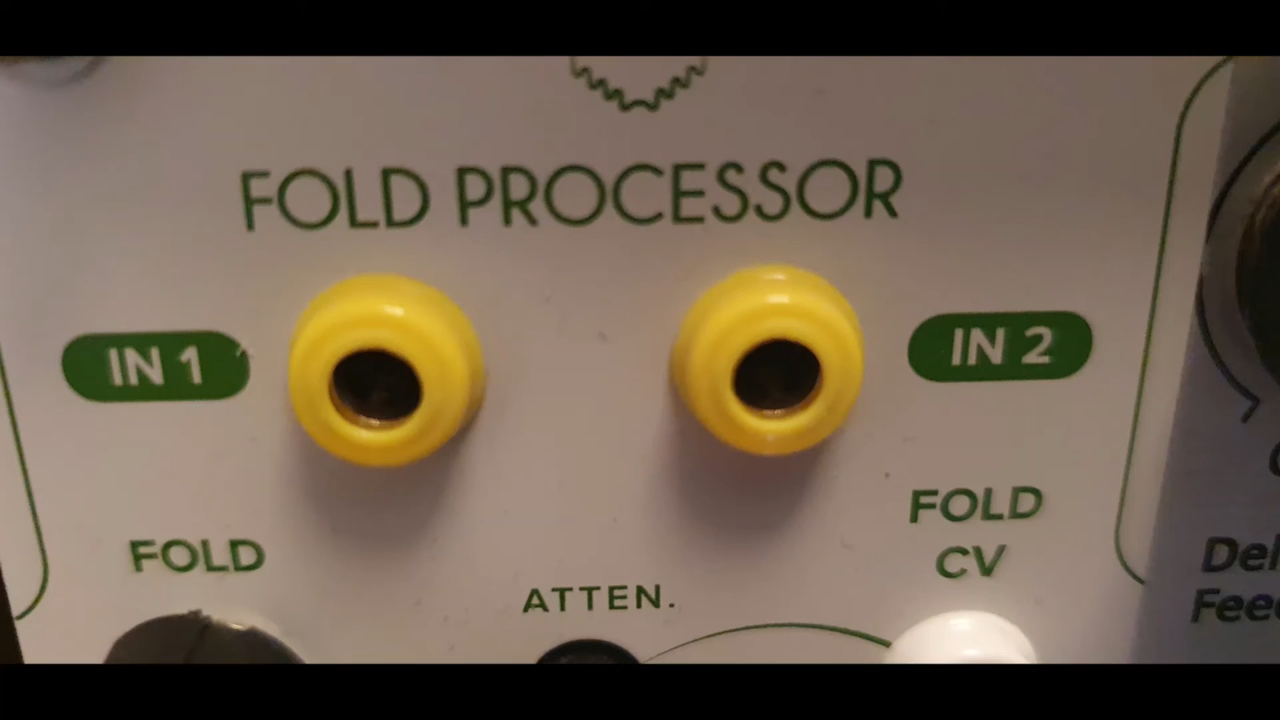 FOLD PROCESSOR
IN 1
IN 2
FOLD
CV
FOLD
ATTEN.